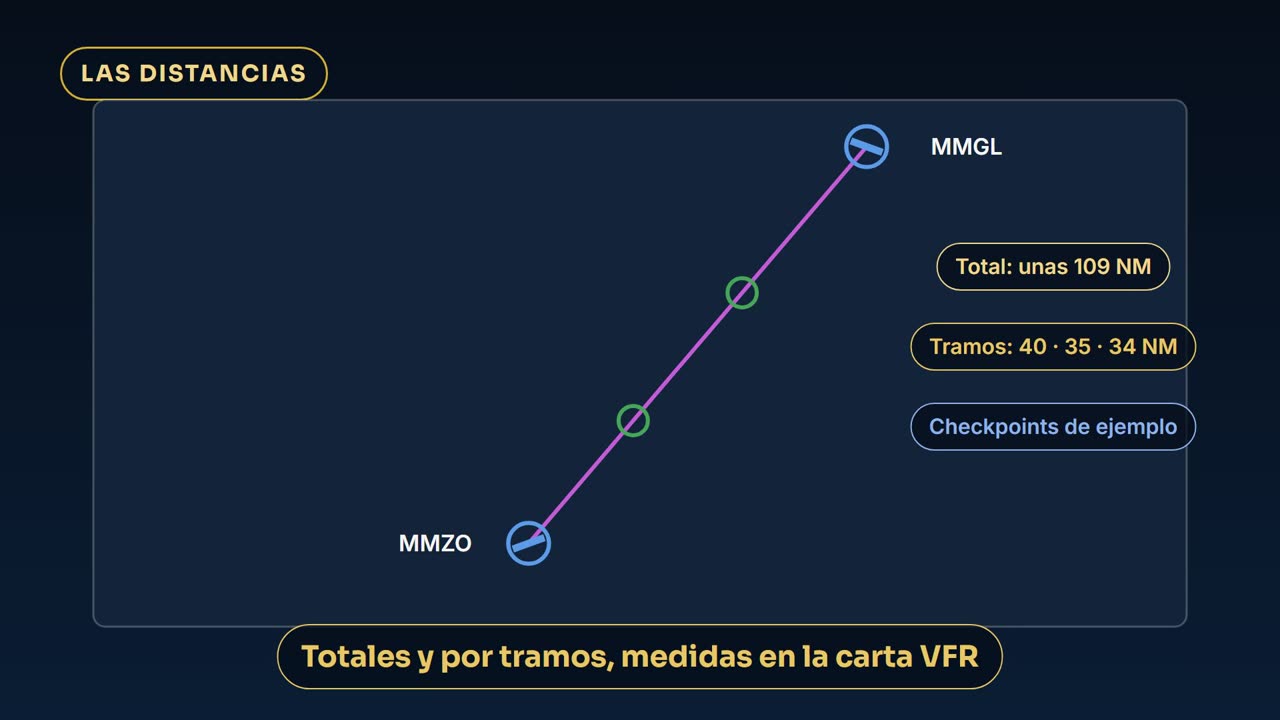 LAS DISTANCIAS
MMGL
Total: unas 109 NM
Tramos: 40 · 35 · 34 NM
Checkpoints de ejemplo
MMZO
Totales y por tramos, medidas en la carta VFR